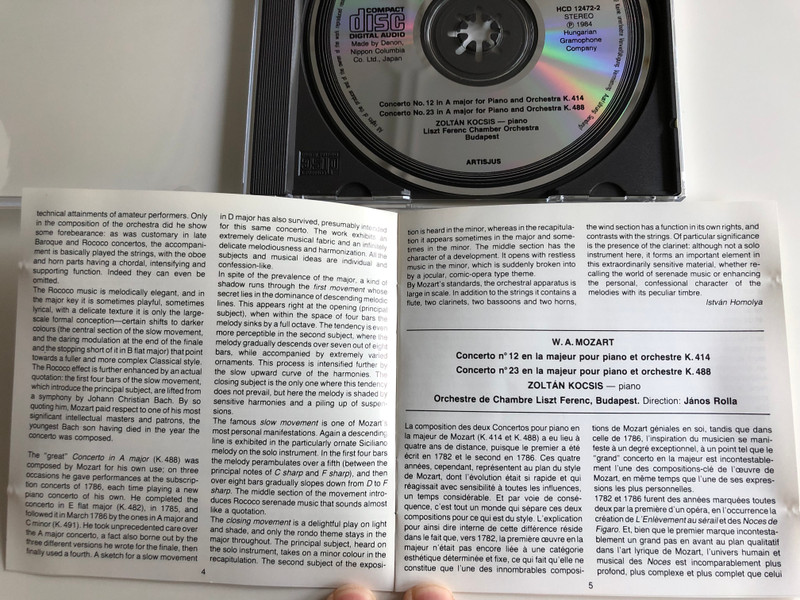 COMPACT
disc
DIGITAL AUDIO
Made by Denon,
Nippon Columbia
Co. Ltd., Japan
HCD 12472-2
STEREO
Ⓟ 1984
Hungarian
Gramophone
Company
Concerto No. 12 in A major for Piano and Orchestra K. 414
Concerto No. 23 in A major for Piano and Orchestra K. 488
ZOLTÁN KOCSIS — piano
Liszt Ferenc Chamber Orchestra
Budapest
ARTISJUS
technical attainments of amateur performers. Only
in the composition of the orchestra did he show
some forebearance: as was customary in late
Baroque and Rococo concertos, the accompani-
ment is basically played the strings, with the oboe
and horn parts having a chordal, intensifying and
supporting function. Indeed they can even be
omitted.
The Rococo music is melodically elegant, and in
the major key it is sometimes playful, sometimes
lyrical, with a delicate texture it is only the large-
scale formal conception—certain shifts to darker
colours (the central section of the slow movement,
and the daring modulation at the end of the finale
and the stopping short of it in B flat major) that point
towards a fuller and more complex Classical style.
The Rococo effect is further enhanced by an actual
quotation: the first four bars of the slow movement,
which introduce the principal subject, are lifted from
a symphony by Johann Christian Bach. By so
quoting him, Mozart paid respect to one of his most
significant intellectual masters and patrons, the
youngest Bach son having died in the year the
concerto was composed.
The "great" Concerto in A major (K. 488) was
composed by Mozart for his own use; on three
occasions he gave performances at the subscrip-
tion concerts of 1786, each time playing a new
piano concerto of his own. He completed the
concerto in E flat major (K. 482), in 1785, and
followed it in March 1786 by the ones in A major and
C minor (K. 491). He took unprecedented care over
the A major concerto, a fact also borne out by the
three different versions he wrote for the finale, then
finally used a fourth. A sketch for a slow movement
4
in D major has also survived, presumably intended
for this same concerto. The work exhibits an
extremely delicate musical fabric and an infinitely
delicate melodiousness and harmonization. All the
subjects and musical ideas are individual and
confession-like.
In spite of the prevalence of the major, a kind of
shadow runs through the first movement whose
secret lies in the dominance of descending melodic
lines. This appears right at the opening (principal
subject), when within the space of four bars the
melody sinks by a full octave. The tendency is even
more perceptible in the second subject, where the
melody gradually descends over seven out of eight
bars, while accompanied by extremely varied
ornaments. This process is intensified further by
the slow upward curve of the harmonies. The
closing subject is the only one where this tendency
does not prevail, but here the melody is shaded by
sensitive harmonies and a piling up of suspen-
sions.
The famous slow movement is one of Mozart's
most personal manifestations. Again a descending
line is exhibited in the particularly ornate Siciliano
melody on the solo instrument. In the first four bars
the melody perambulates over a fifth (between the
principal notes of C sharp and F sharp), and then
over eight bars gradually slopes down from D to F
sharp. The middle section of the movement intro-
duces Rococo serenade music that sounds almost
like a quotation.
The closing movement is a delightful play on light
and shade, and only the rondo theme stays in the
major throughout. The principal subject, heard on
the solo instrument, takes on a minor colour in the
recapitulation. The second subject of the exposi-
tion is heard in the minor, whereas in the recapitula-
tion it appears sometimes in the major and some-
times in the minor. The middle section has the
character of a development. It opens with restless
music in the minor, which is suddenly broken into
by a jocular, comic-opera type theme.
By Mozart's standards, the orchestral apparatus is
large in scale. In addition to the strings it contains a
flute, two clarinets, two bassoons and two horns,
the wind section has a function in its own rights, and
contrasts with the strings. Of particular significance
is the presence of the clarinet: although not a solo
instrument here, it forms an important element in
this extraordinarily sensitive material, whether re-
calling the world of serenade music or enhancing
the personal, confessional character of the
melodies with its peculiar timbre.
István Homolya
W. A. MOZART
Concerto n° 12 en la majeur pour piano et orchestre K. 414
Concerto n° 23 en la majeur pour piano et orchestre K. 488
ZOLTÁN KOCSIS — piano
Orchestre de Chambre Liszt Ferenc, Budapest. Direction: János Rolla
La composition des deux Concertos pour piano en
la majeur de Mozart (K. 414 et K. 488) a eu lieu à
quatre ans de distance, puisque le premier a été
écrit en 1782 et le second en 1786. Ces quatre
années, cependant, représentent au plan du style
de Mozart, dont l'évolution était si rapide et qui
réagissait avec sensibilité à toutes les influences,
un temps considérable. Et par voie de consé-
quence, c'est tout un monde qui sépare ces deux
compositions pour ce qui est du style. L'explication
pour ainsi dire interne de cette différence réside
dans le fait que, vers 1782, la première œuvre en la
majeur n'était pas encore liée à une catégorie
esthétique déterminée et fixe, ce qui fait qu'elle ne
constitue que l'une des innombrables composi-
tions de Mozart géniales en soi, tandis que dans
celle de 1786, l'inspiration du musicien se mani-
feste à un degré exceptionnel, à un point tel que le
"grand" concerto en la majeur est incontestable-
ment l'une des compositions-clé de l'œuvre de
Mozart, en même temps que l'une de ses expres-
sions les plus personnelles.
1782 et 1786 furent des années marquées toutes
deux par la première d'un opéra, en l'occurrence la
création de L'Enlèvement au sérail et des Noces de
Figaro. Et, bien que le premier marque incontesta-
blement un grand pas en avant au plan qualitatif
dans l'art lyrique de Mozart, l'univers humain et
musical des Noces est incomparablement plus
profond, plus complexe et plus complet que celui
5